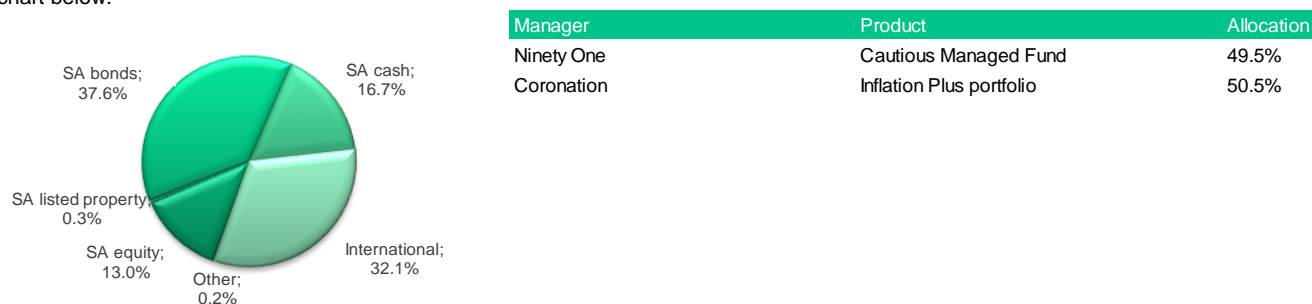 chart below.
SA bonds;
37.6%
SA cash;
16.7%
SA listed property;
0.3%
SA equity;
13.0%
Other;
0.2%
International;
32.1%
Manager Product Allocation
Ninety One Cautious Managed Fund 49.5%
Coronation Inflation Plus portfolio 50.5%